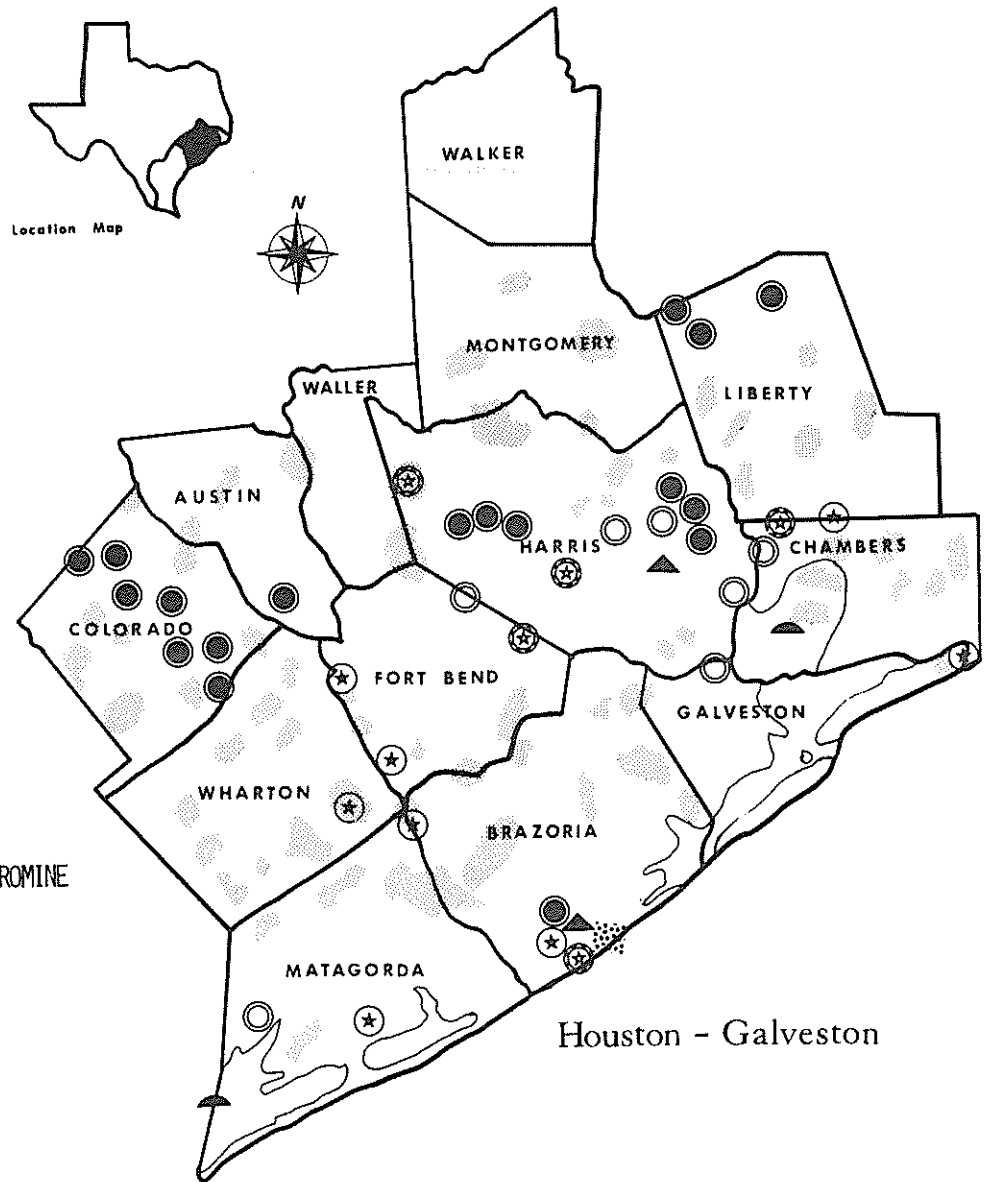 Location Map
N
WALKER
MONTGOMERY
WALLER
LIBERTY
AUSTIN
HARRIS
CHAMBERS
COLORADO
FORT BEND
GALVESTON
WHARTON
BRAZORIA
ROMINE
MATAGORDA
Houston - Galveston